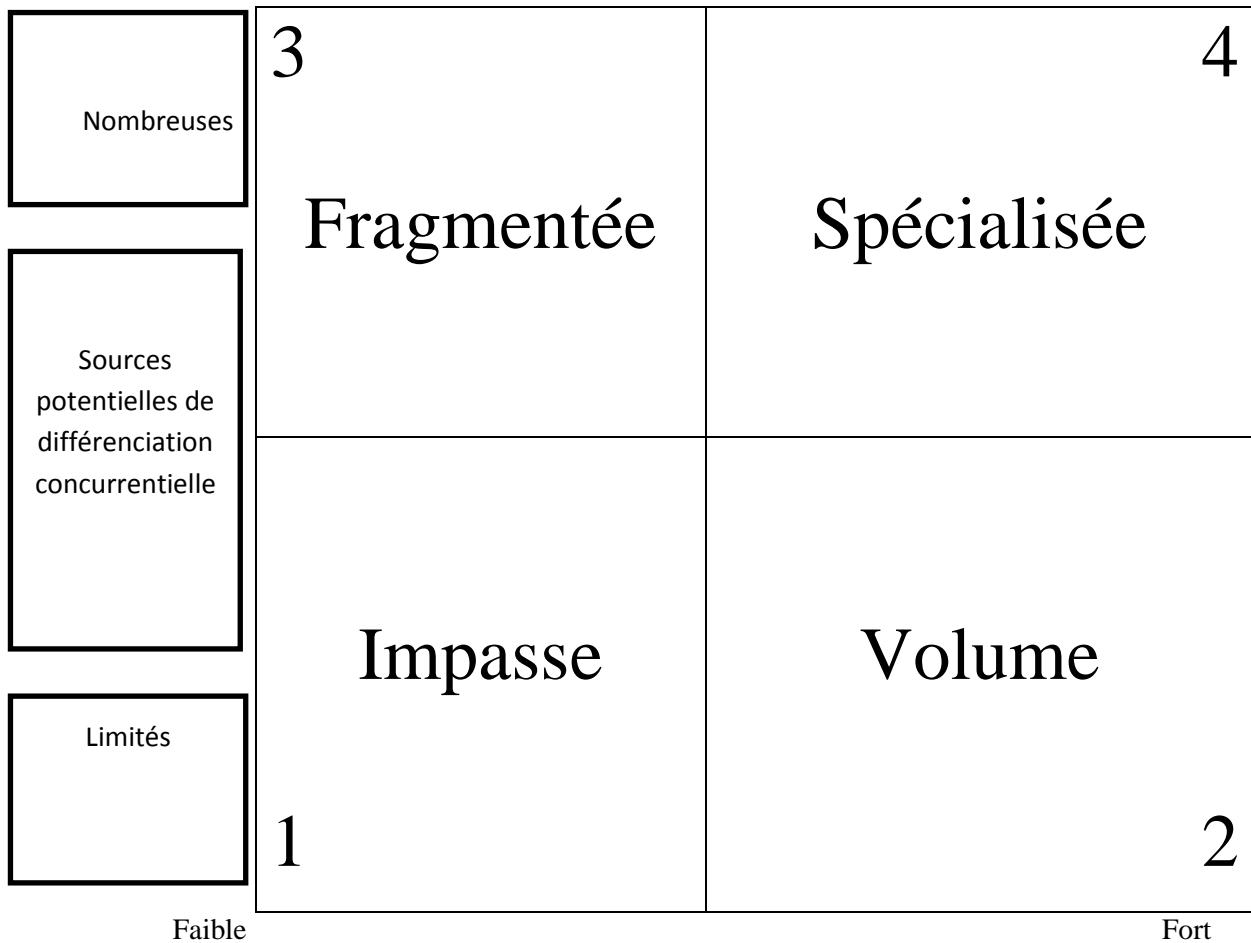 3
4
Nombreuses
Fragmentée
Spécialisée
Sources
potentielles de
différenciation
concurrentielle
Impasse
Volume
Limités
1
2
Faible
Fort